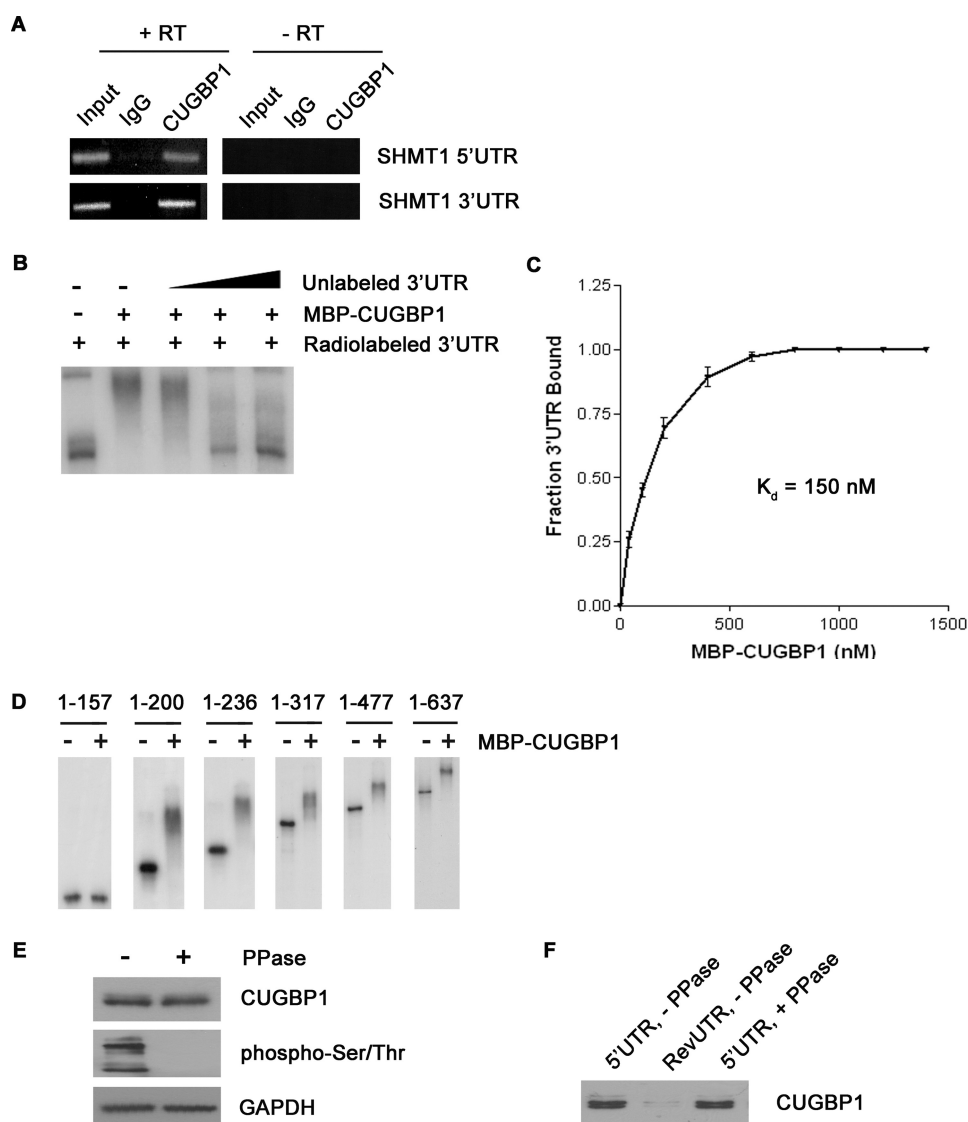 A
+ RT - RT
Input IgG CUGBP1 Input IgG CUGBP1
SHMT1 5'UTR
SHMT1 3'UTR
B
- - Unlabeled 3'UTR
- + + + + MBP-CUGBP1
+ + + + + Radiolabeled 3'UTR
C
1.25
1.00
0.75
0.50
0.25
0.00
Fraction 3'UTR Bound
Kd = 150 nM
0 500 1000 1500
MBP-CUGBP1 (nM)
D
1-157 1-200 1-236 1-317 1-477 1-637
- + - + - + - + - + - + MBP-CUGBP1
E
- + PPase
CUGBP1
phospho-Ser/Thr
GAPDH
F
5'UTR, - PPase RevUTR, - PPase 5'UTR, + PPase
CUGBP1